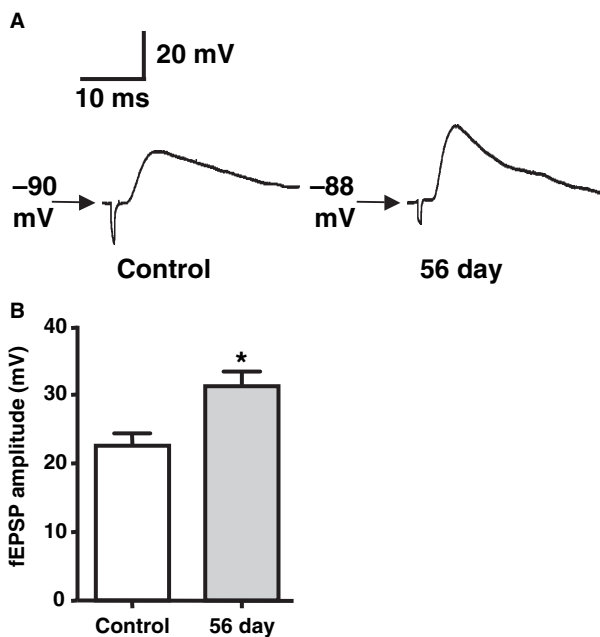 A
20 mV
10 ms
–90
mV
–88
mV
Control
56 day
B
fEPSP amplitude (mV)
40
30
20
10
0
*
Control
56 day